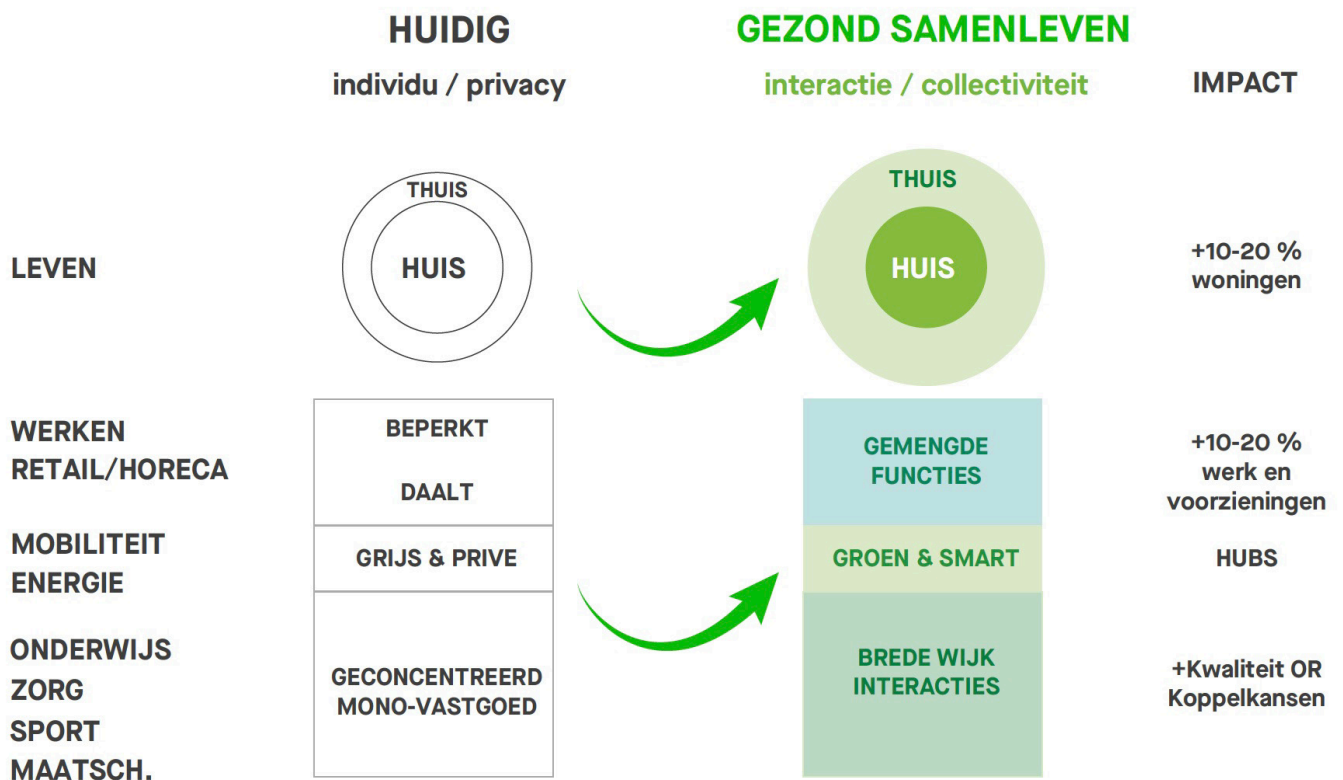 HUIDIG
individu / privacy
GEZOND SAMENLEVEN
interactie / collectiviteit
IMPACT
LEVEN
THUIS
HUIS
THUIS
HUIS
+10-20 %
woningen
WERKEN
RETAIL/HORECA
BEPERKT
DAALT
GEMENGDE
FUNCTIES
+10-20 %
werk en
voorzieningen
MOBILITEIT
ENERGIE
GRIJS & PRIVE
GROEN & SMART
HUBS
ONDERWIJS
ZORG
SPORT
MAATSCH.
GECONCENTREERD
MONO-VASTGOED
BREDE WIJK
INTERACTIES
+Kwaliteit OR
Koppelkansen